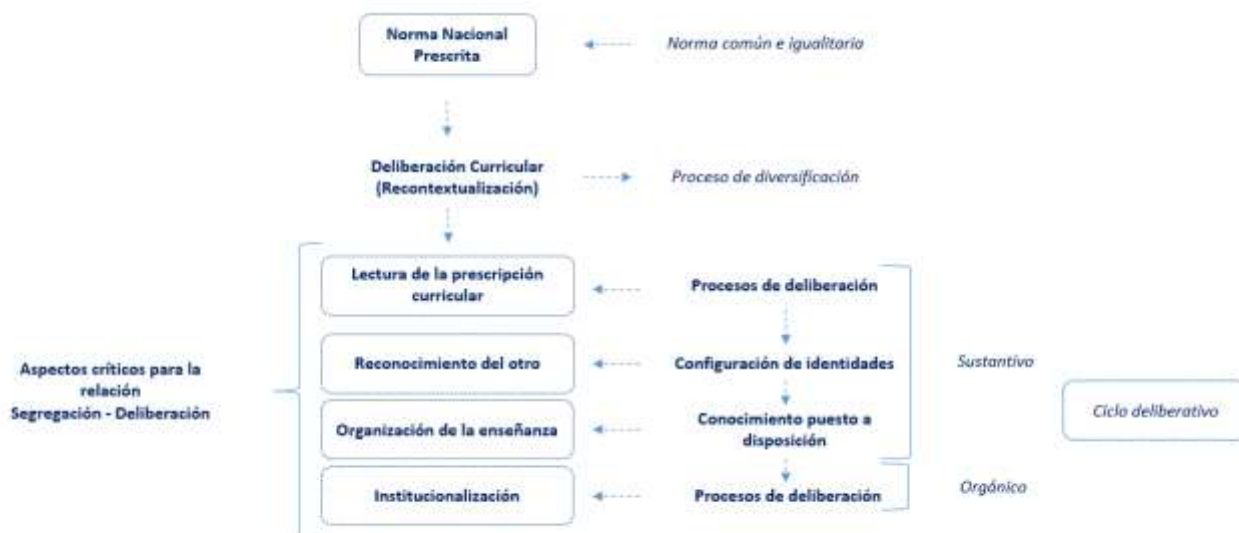 Norma Nacional
Prescrita
Norma común e igualitaria
Deliberación Curricular
(Recontextualización)
Proceso de diversificación
Lectura de la prescripción
curricular
Procesos de deliberación
Reconocimiento del otro
Configuración de identidades
Sustantivo
Aspectos críticos para la
relación
Segregación - Deliberación
Organización de la enseñanza
Conocimiento puesto a
disposición
Ciclo deliberativo
Institucionalización
Procesos de deliberación
Orgánico